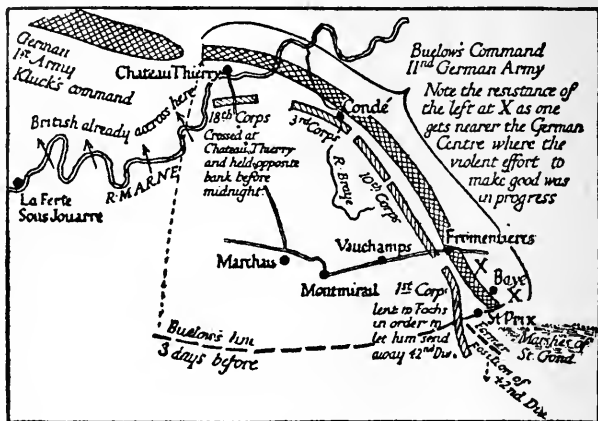 German
1st Army
Kluck's command
Chateau Thierry
British already across here
R. MARNE
La Ferte
Sous Jouarre
18th Corps
Crossed at
Chateau Thierry
and held opposite
bank before
midnight.
3rd Corps
Condé
R. Braye
10th Corps
Buelow's Command
IInd German Army
Note the resistance of
the left at X as one
gets nearer the German
Centre where the
violent effort to
make good was
in progress
Marchais
Montmirail
Vauchamps
Fromentieres
X
Baye
X
St Prix
Marshes of
St. Gond
1st Corps
lent to Fochs
in order to
let him send
away 42nd Div.
Former
Position of
42nd Div.
Buelow's line
3 days before